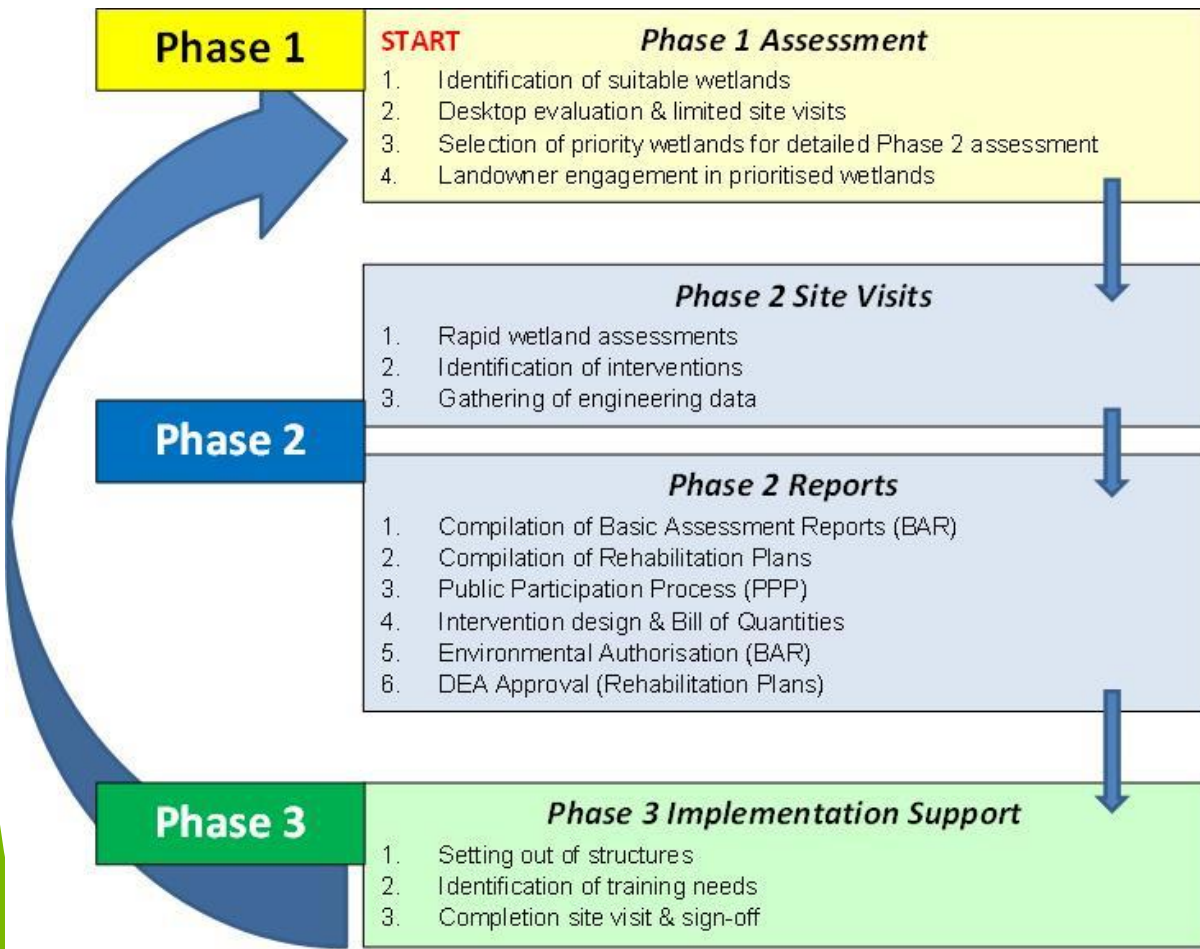 Phase 1
START Phase 1 Assessment
1. Identification of suitable wetlands
2. Desktop evaluation & limited site visits
3. Selection of priority wetlands for detailed Phase 2 assessment
4. Landowner engagement in prioritised wetlands
Phase 2
Phase 2 Site Visits
1. Rapid wetland assessments
2. Identification of interventions
3. Gathering of engineering data
Phase 2 Reports
1. Compilation of Basic Assessment Reports (BAR)
2. Compilation of Rehabilitation Plans
3. Public Participation Process (PPP)
4. Intervention design & Bill of Quantities
5. Environmental Authorisation (BAR)
6. DEA Approval (Rehabilitation Plans)
Phase 3
Phase 3 Implementation Support
1. Setting out of structures
2. Identification of training needs
3. Completion site visit & sign-off